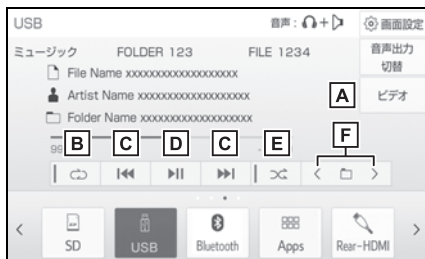 USB 音声： + 画面設定
ミュージック FOLDER 123 FILE 1234 音声出力
切替
File Name xxxxxxxxxxxxxxxxxxxx
Artist Name xxxxxxxxxxxxxxxxxxxx A ビデオ
Folder Name xxxxxxxxxxxxxxxxxxxx
B C D C E F
SD USB Bluetooth Apps Rear-HDMI